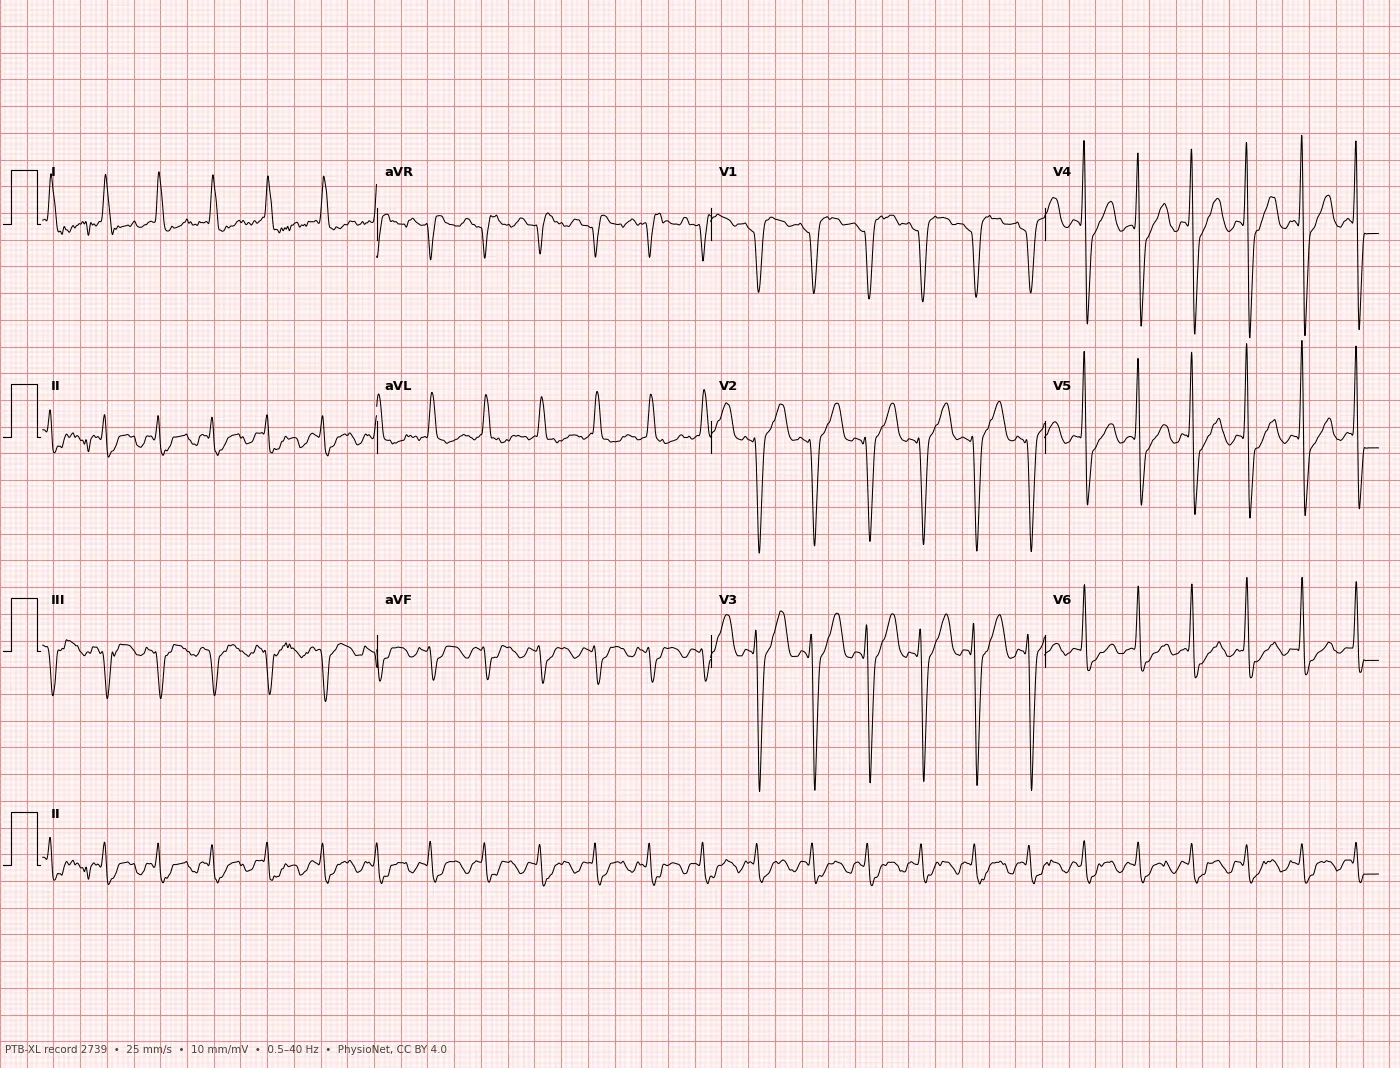 I aVR V1 V4
II aVL V2 V5
III aVF V3 V6
II
PTB-XL record 2739 • 25 mm/s • 10 mm/mV • 0.5–40 Hz • PhysioNet, CC BY 4.0